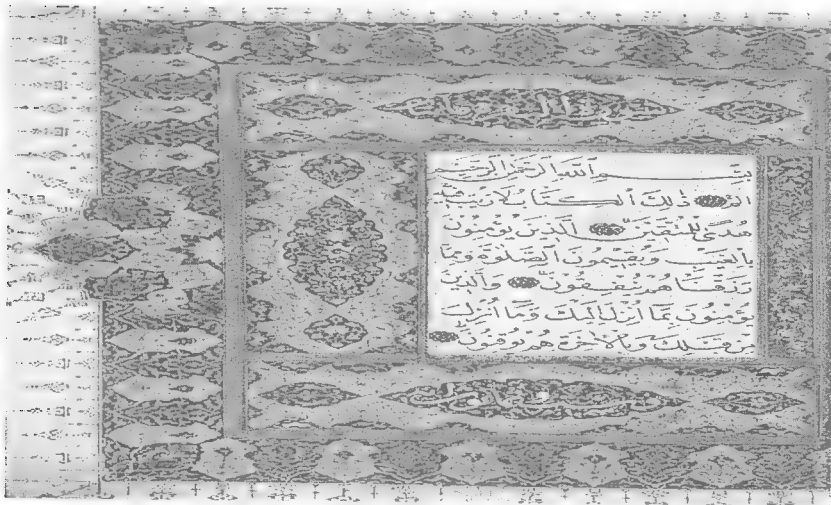 بسم الله الرحمن الرحيم
الم ذلك الكتاب لا ريب فيه
هدى للمتقين الذين يؤمنون
بالغيب ويقيمون الصلوة ومما
رزقناهم ينفقون والذين
يؤمنون بما انزل اليك وما انزل
من قبلك وبالاخرة هم يوقنون